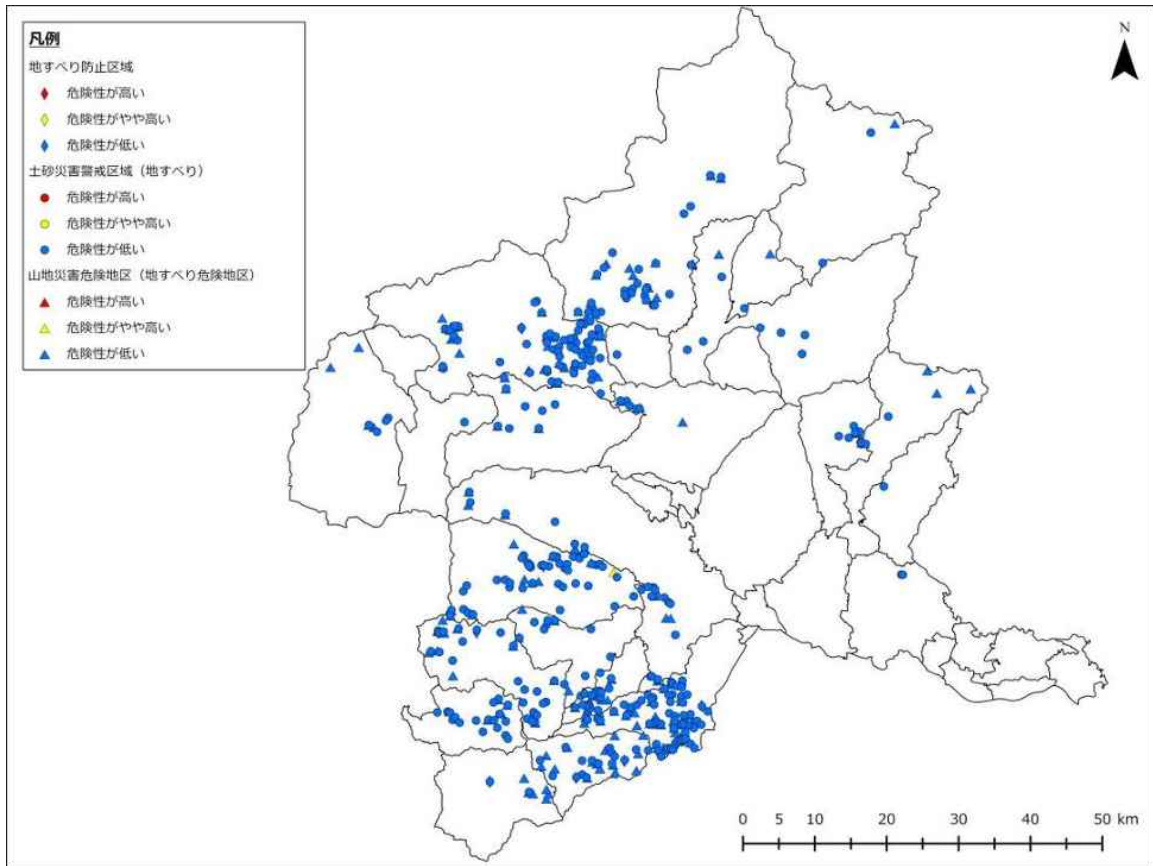 凡例
地すべり防止区域
危険性が高い
危険性がやや高い
危険性が低い
土砂災害警戒区域（地すべり）
危険性が高い
危険性がやや高い
危険性が低い
山地災害危険地区（地すべり危険地区）
危険性が高い
危険性がやや高い
危険性が低い
N
0 5 10 20 30 40 50 km